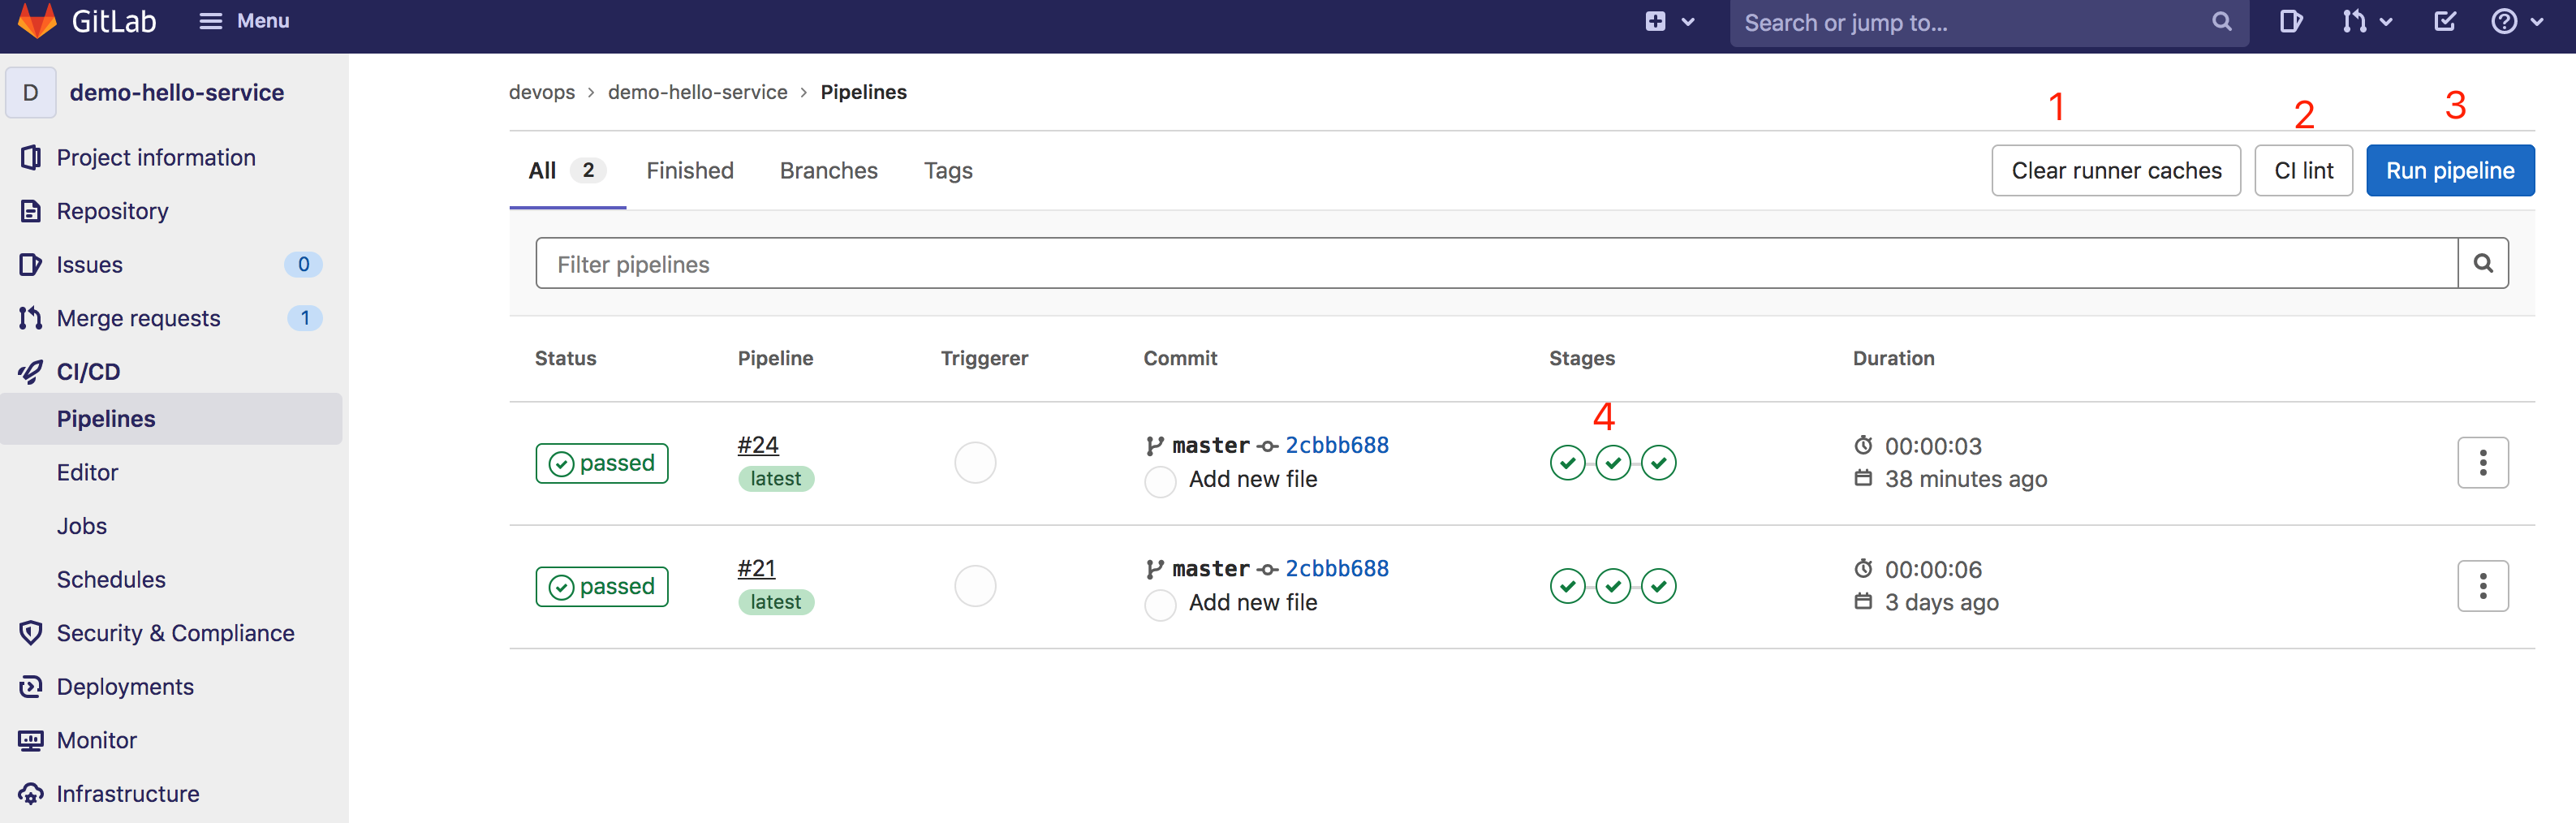 GitLab Menu Search or jump to...
D demo-hello-service
Project information
Repository
Issues 0
Merge requests 1
CI/CD
Pipelines
Editor
Jobs
Schedules
Security & Compliance
Deployments
Monitor
Infrastructure
devops › demo-hello-service › Pipelines
1 2 3
All 2 Finished Branches Tags Clear runner caches CI lint Run pipeline
Filter pipelines
Status Pipeline Triggerer Commit Stages Duration
4
passed #24 master 2cbbb688 00:00:03
latest Add new file 38 minutes ago
passed #21 master 2cbbb688 00:00:06
latest Add new file 3 days ago